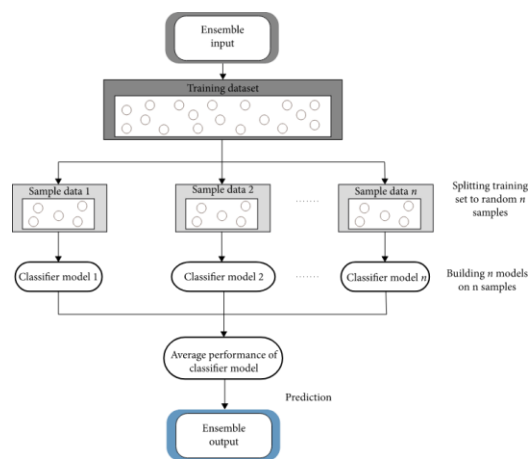 Ensemble
input
Training dataset
Sample data 1
Sample data 2
Sample data n
Splitting training
set to random n
samples
Classifier model 1
Classifier model 2
Classifier model n
Building n models
on n samples
Average performance of
classifier model
Prediction
Ensemble
output